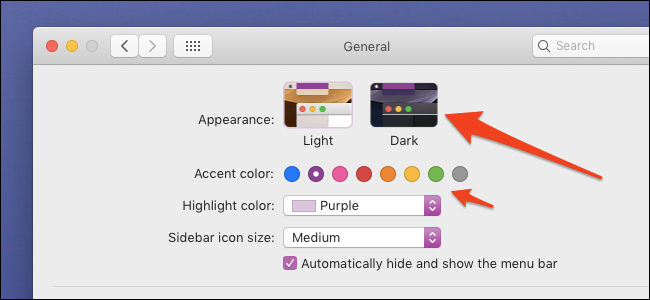 General
Search
Appearance:
Light
Dark
Accent color:
Highlight color:
Purple
Sidebar icon size:
Medium
Automatically hide and show the menu bar